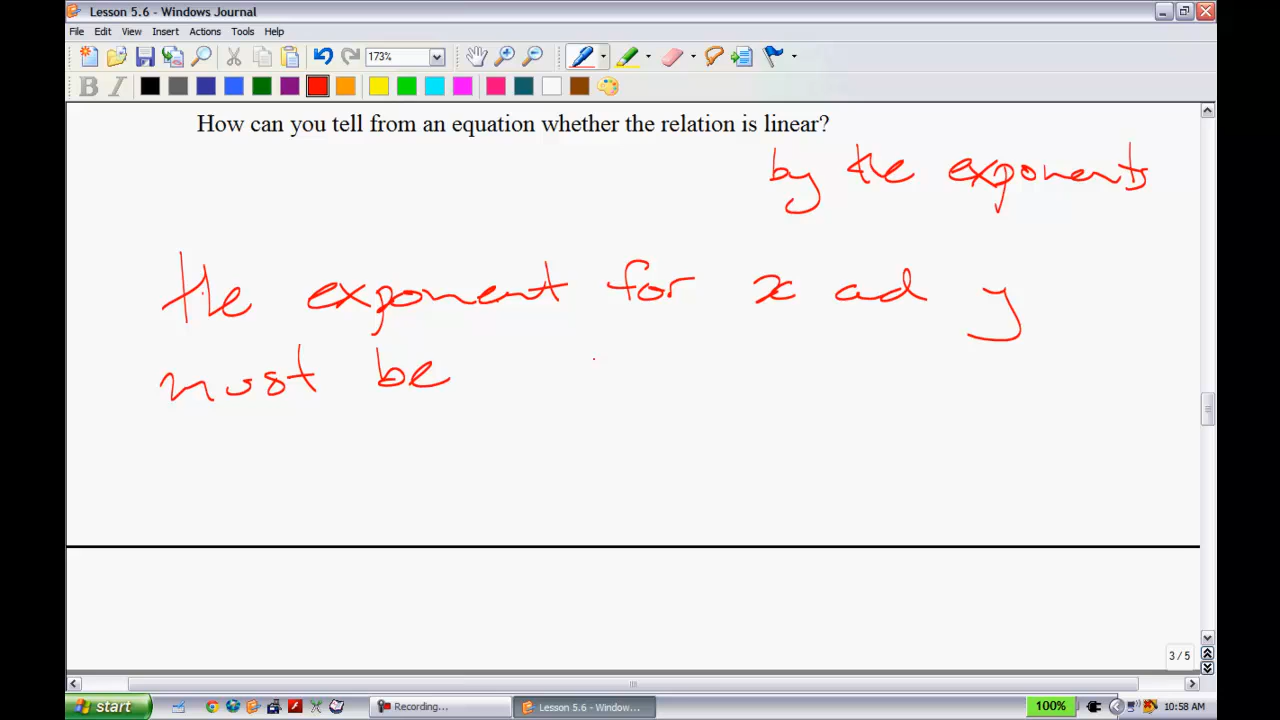 Lesson 5.6 - Windows Journal
File Edit View Insert Actions Tools Help
173%
B I
How can you tell from an equation whether the relation is linear?
by the exponents
the exponent for x ad y
must be
3 / 5
start
Recording...
Lesson 5.6 - Window...
100%
10:58 AM